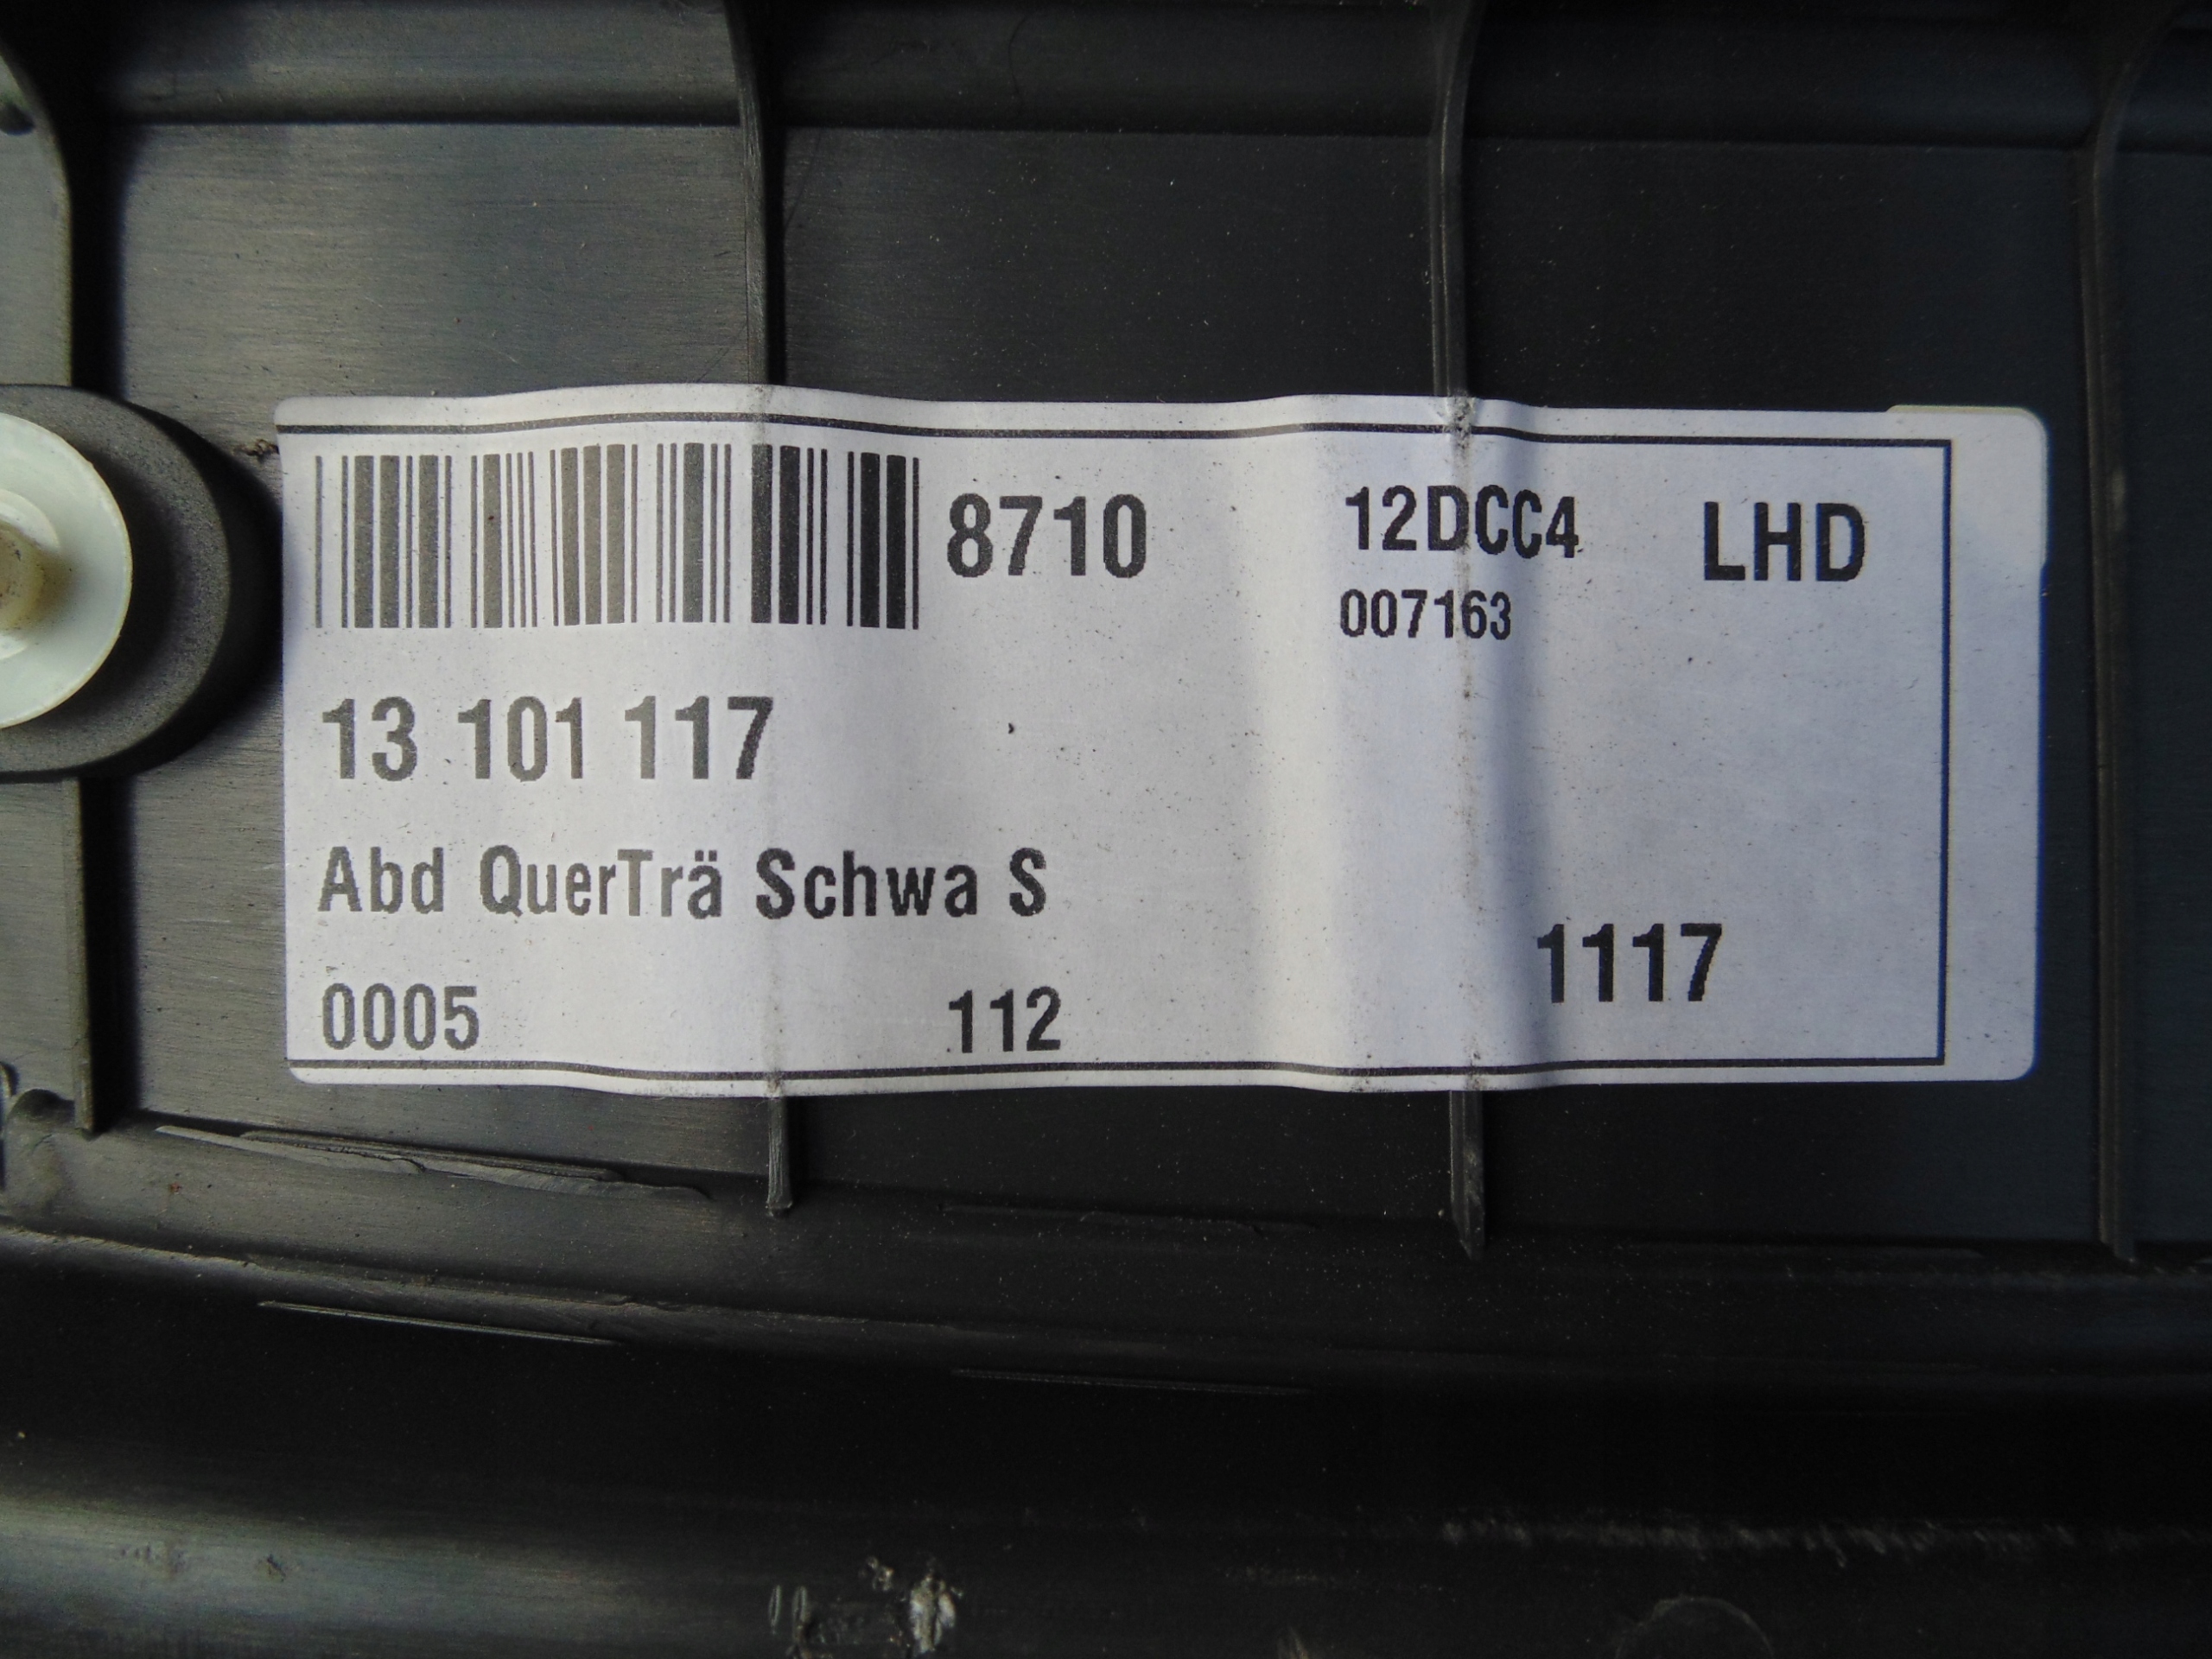 8710 12DCC4 LHD
007163
13 101 117
Abd QuerTrä Schwa S
1117
0005 112